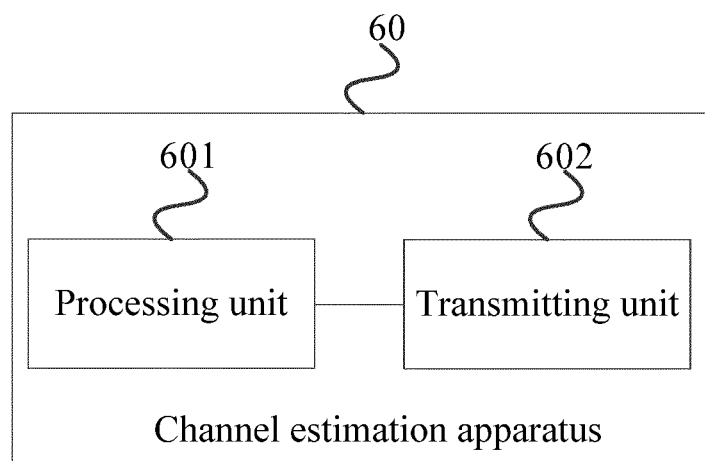 60
601
602
Processing unit
Transmitting unit
Channel estimation apparatus